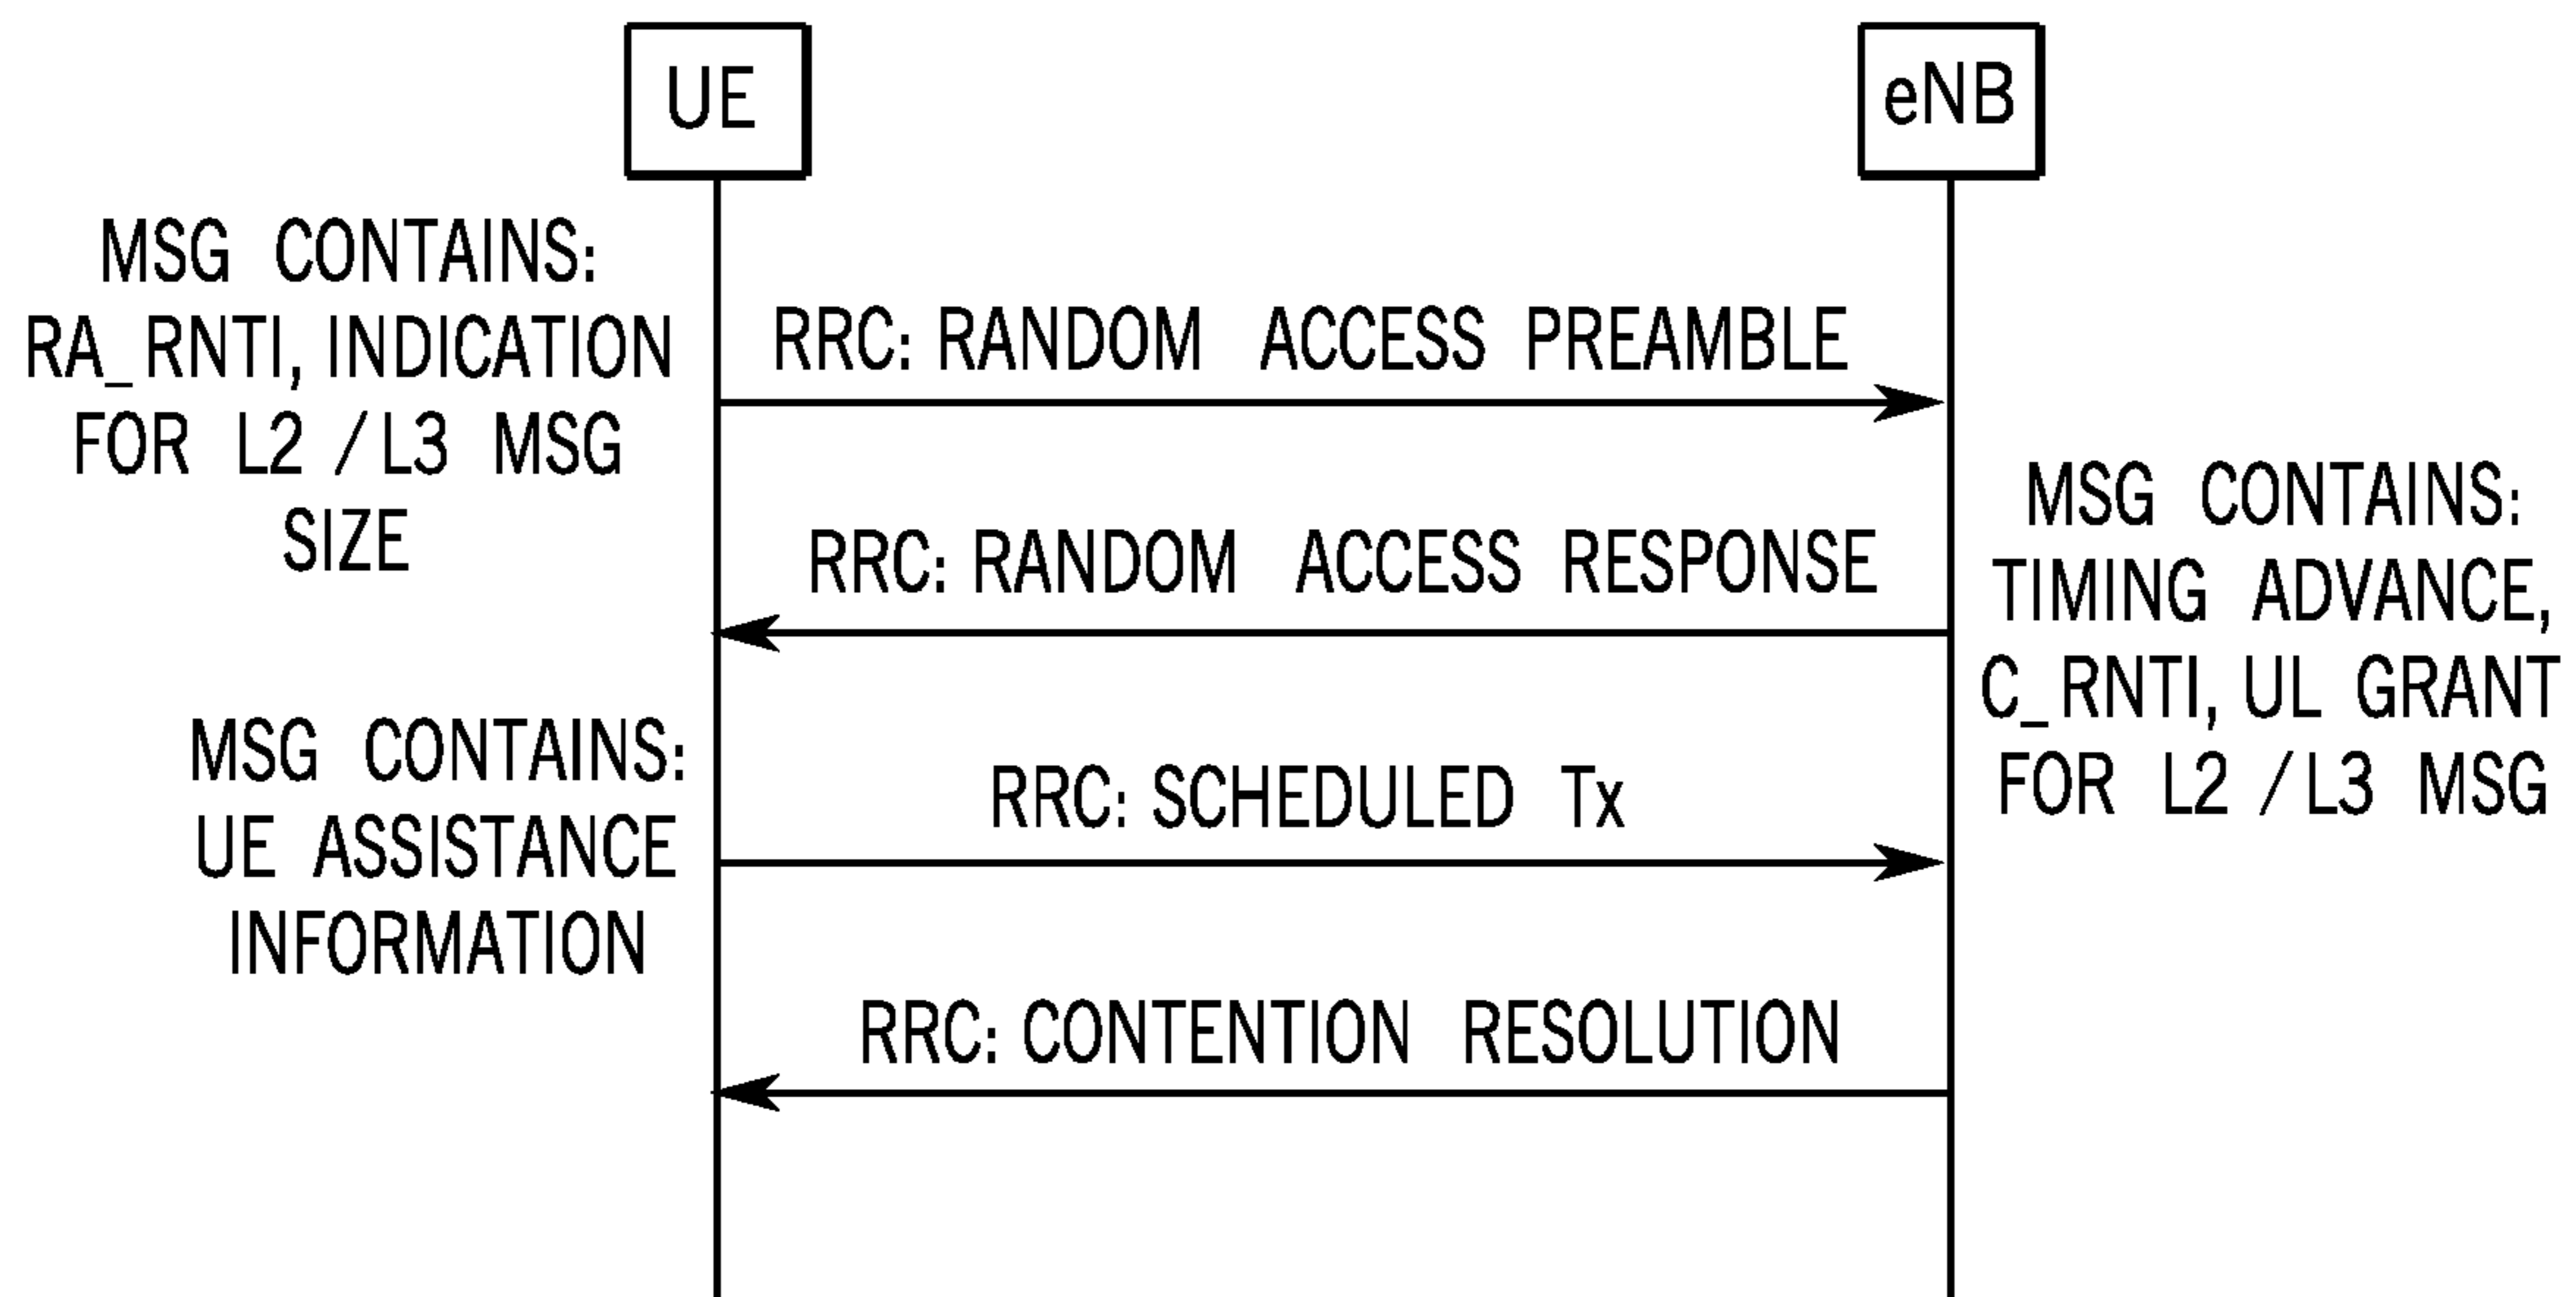 UE
eNB
MSG CONTAINS:
RA_RNTI, INDICATION
FOR L2 / L3 MSG
SIZE
RRC: RANDOM ACCESS PREAMBLE
RRC: RANDOM ACCESS RESPONSE
MSG CONTAINS:
TIMING ADVANCE,
C_RNTI, UL GRANT
FOR L2 / L3 MSG
MSG CONTAINS:
UE ASSISTANCE
INFORMATION
RRC: SCHEDULED Tx
RRC: CONTENTION RESOLUTION